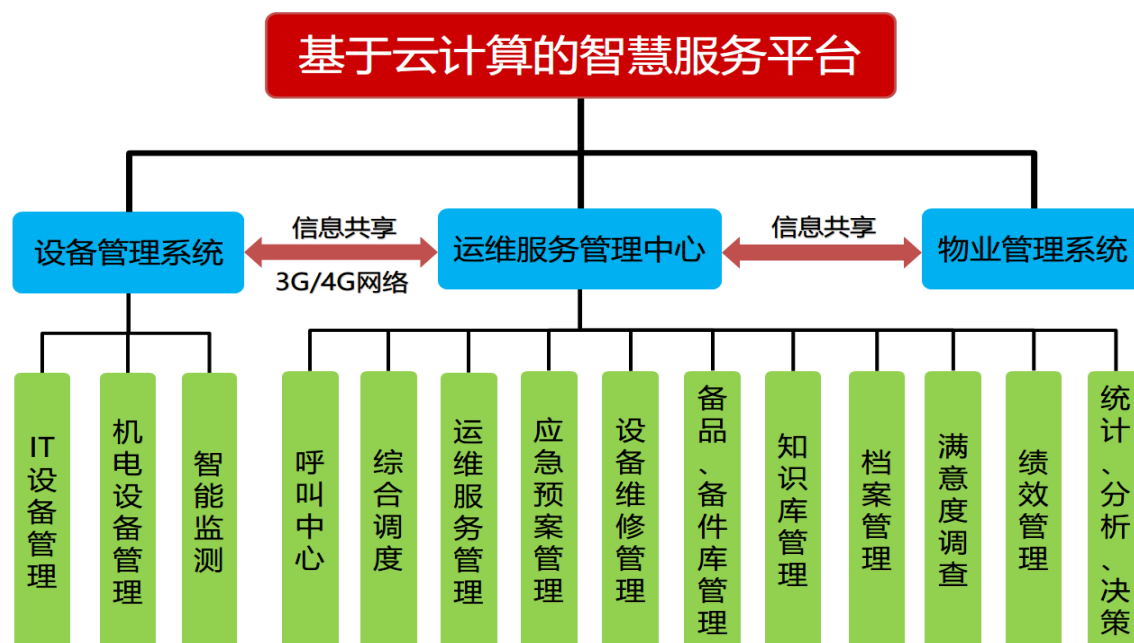 基于云计算的智慧服务平台
信息共享
信息共享
设备管理系统
运维服务管理中心
物业管理系统
3G/4G网络
IT设备管理
机电设备管理
智能监测
呼叫中心
综合调度
运维服务管理
应急预案管理
设备维修管理
备品、备件库管理
知识库管理
档案管理
满意度调查
绩效管理
统计、分析、决策